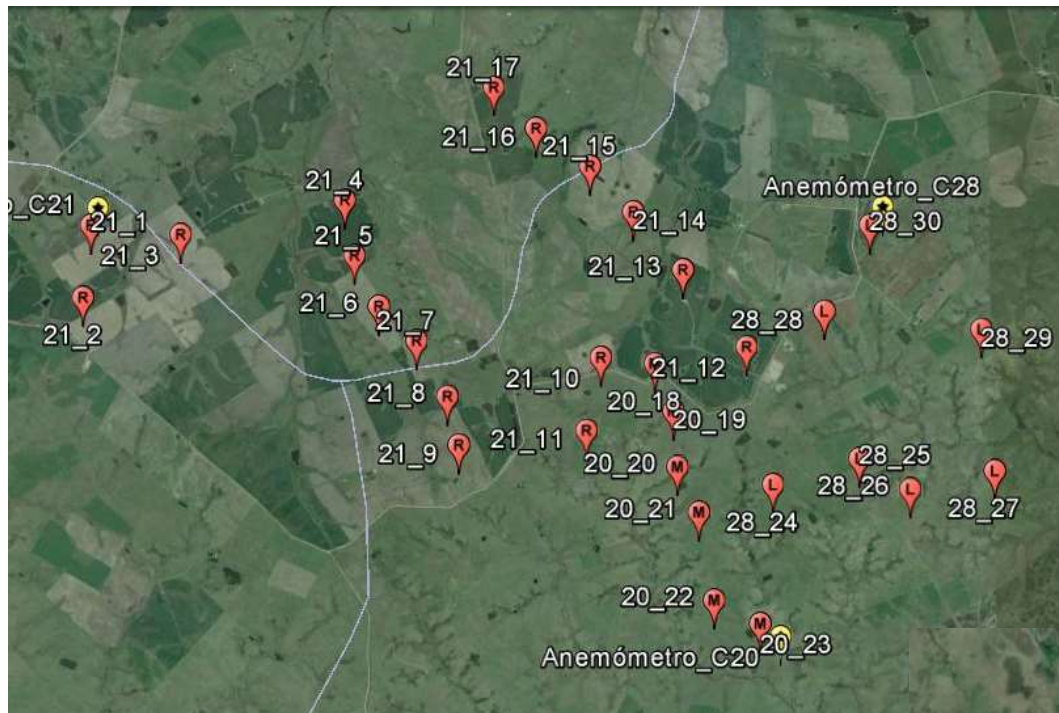 21_17
R
21_16
R
21_15
R
21_4
R
Anemómetro_C28
o_C21
21_1
R
21_14
R
28_30
21_3
R
21_5
R
21_13
R
21_2
R
21_6
R
21_7
R
28_28
L
28_29
L
21_10
R
21_12
R
R
21_8
R
20_18
20_19
21_9
R
21_11
R
20_20
M
28_25
L
28_26
L
28_27
L
20_21
M
28_24
L
20_22
M
M
20_23
Anemómetro_C20